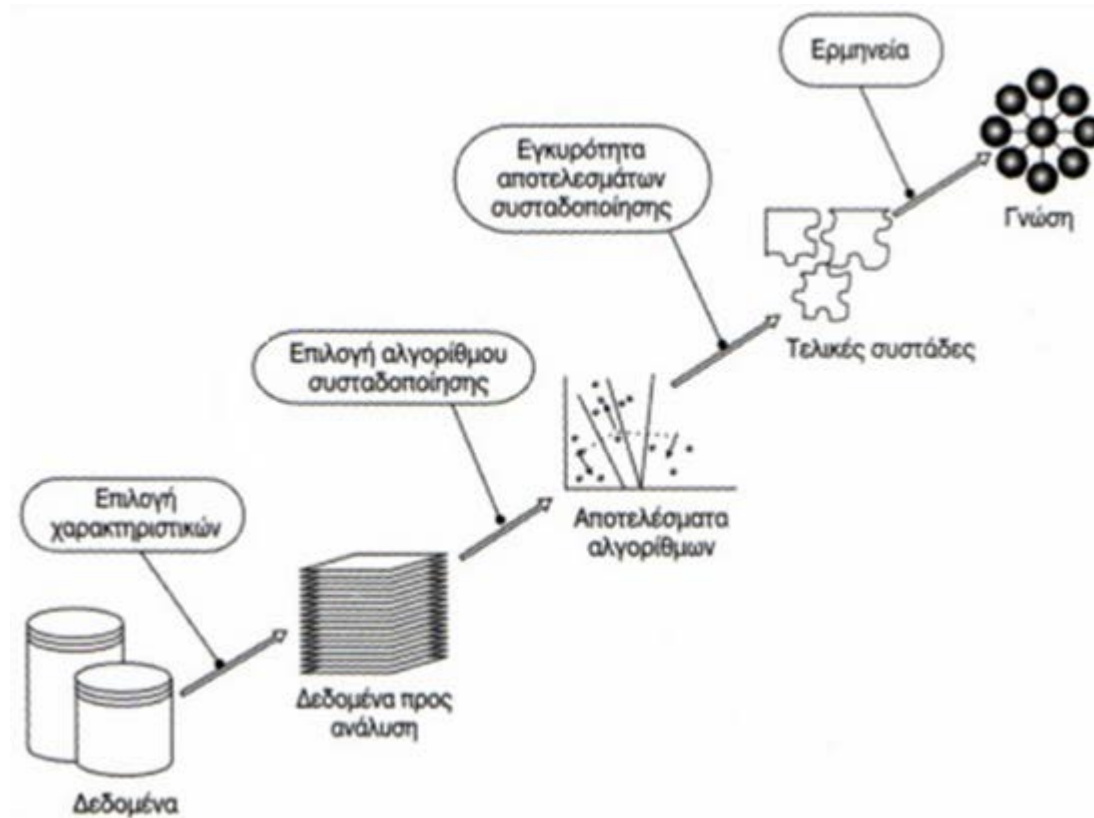 Ερμηνεία
Γνώση
Εγκυρότητα
αποτελεσμάτων
συσταδοποίησης
Τελικές συστάδες
Επιλογή αλγορίθμου
συσταδοποίησης
Αποτελέσματα
αλγορίθμων
Επιλογή
χαρακτηριστικών
Δεδομένα προς
ανάλυση
Δεδομένα